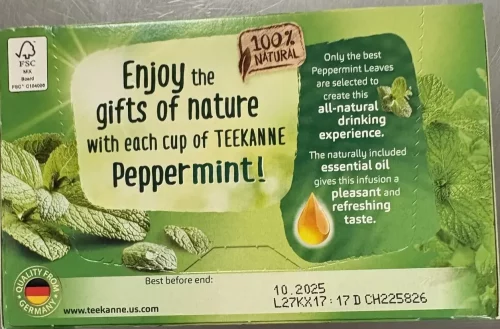 FSC
MIX
Board
FSC® C104008
Enjoy the
gifts of nature
with each cup of TEEKANNE
Peppermint!
100%
NATURAL
Only the best
Peppermint Leaves
are selected to
create this
all-natural
drinking
experience.
The naturally included
essential oil
gives this infusion a
pleasant and
refreshing
taste.
QUALITY FROM
GERMANY
www.teekanne.us.com
Best before end:
10.2025
L27KX17:17 D CH225826